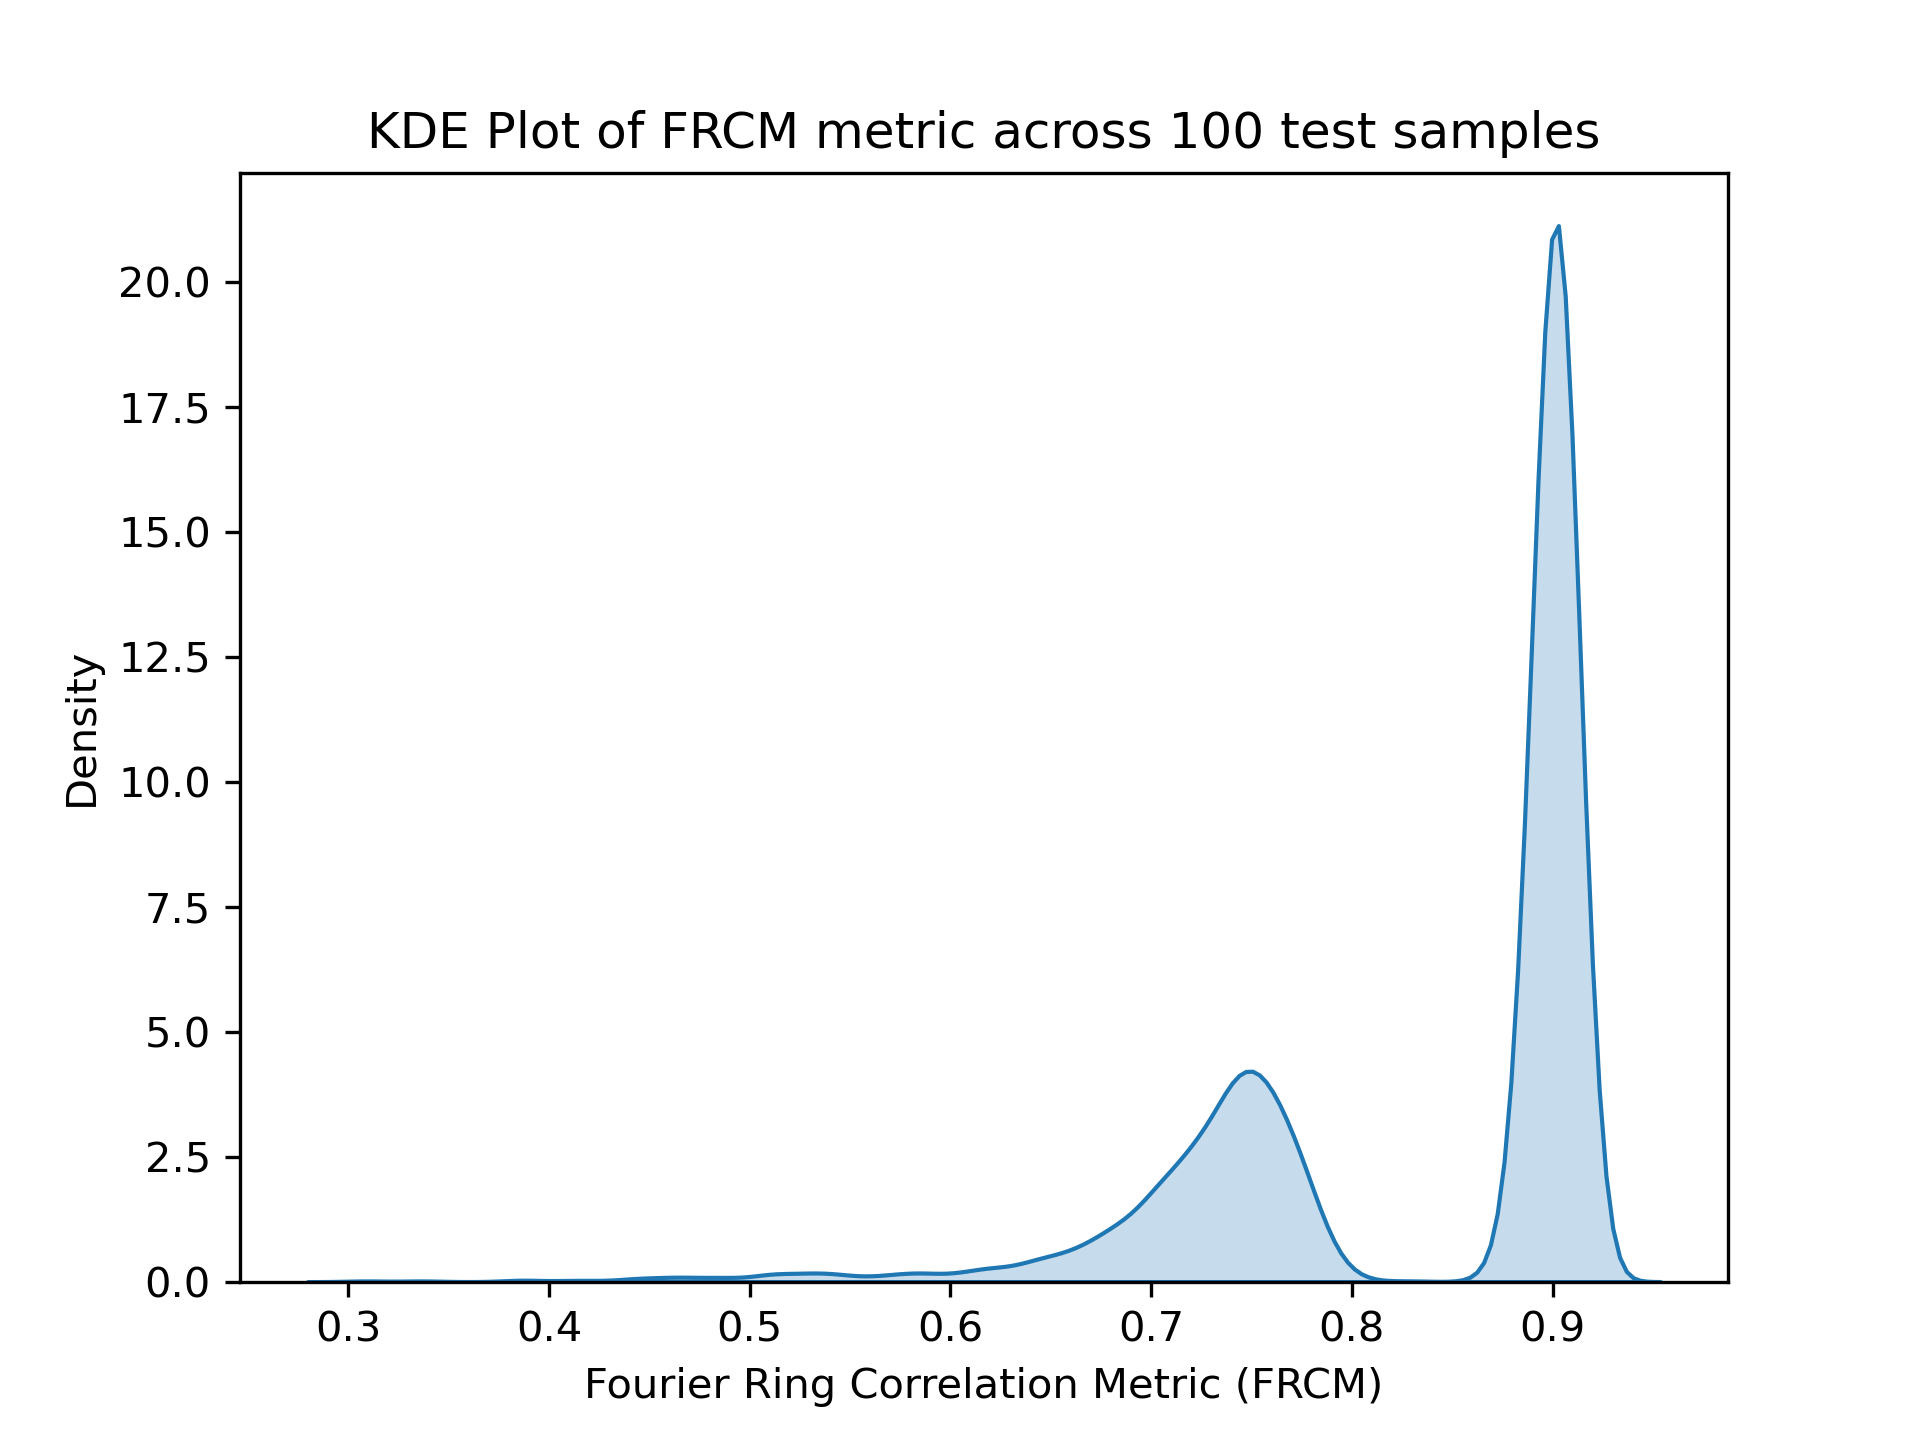 KDE Plot of FRCM metric across 100 test samples
Density
20.0
17.5
15.0
12.5
10.0
7.5
5.0
2.5
0.0
0.3 0.4 0.5 0.6 0.7 0.8 0.9
Fourier Ring Correlation Metric (FRCM)